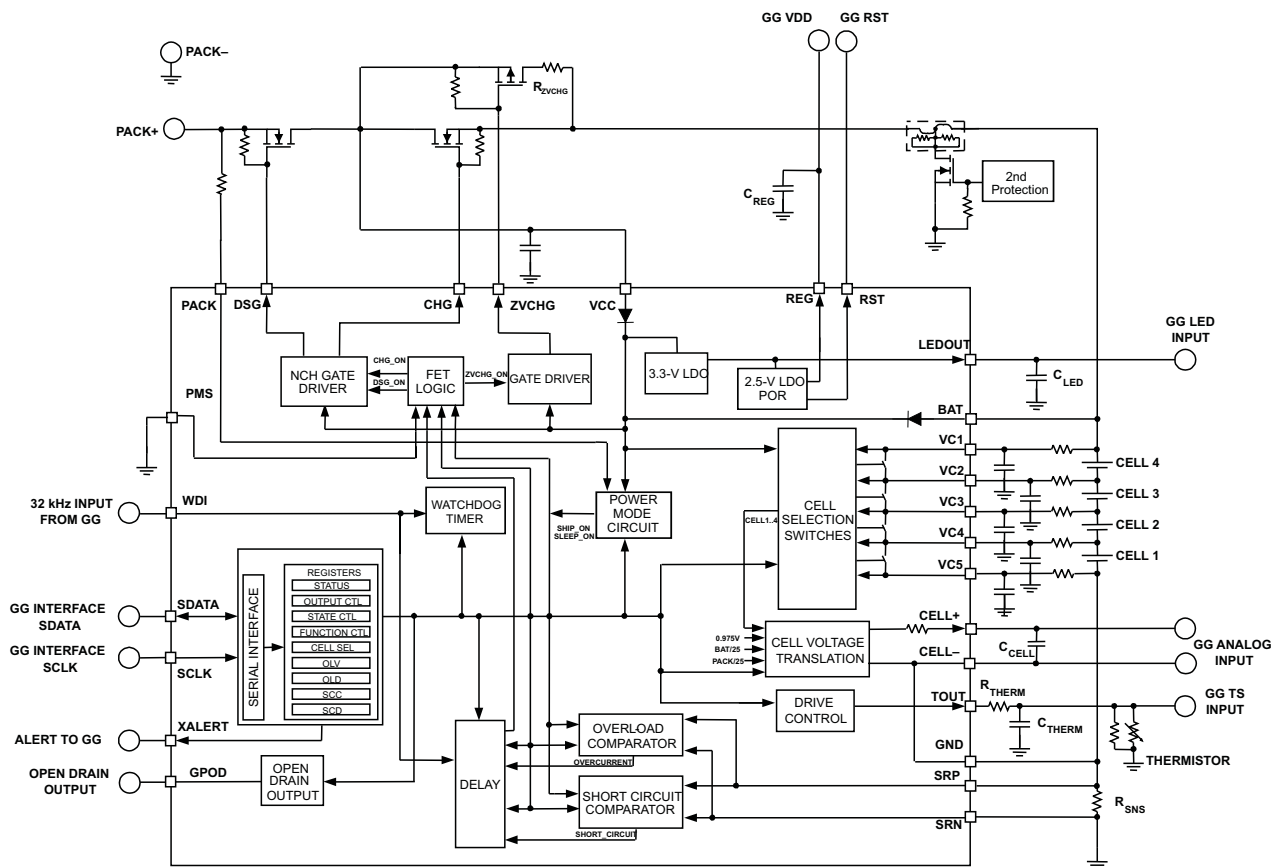 GG VDD
GG RST
PACK–
R_ZVCHG
PACK+
2nd
Protection
C_REG
PACK
DSG
CHG
ZVCHG
VCC
REG
RST
GG LED
INPUT
LEDOUT
NCH GATE
DRIVER
CHG_ON
DSG_ON
FET
LOGIC
ZVCHG_ON
GATE DRIVER
3.3-V LDO
2.5-V LDO
POR
C_LED
PMS
BAT
VC1
CELL 4
VC2
CELL 3
VC3
CELL 2
VC4
CELL 1
VC5
32 kHz INPUT
FROM GG
WDI
WATCHDOG
TIMER
POWER
MODE
CIRCUIT
SHIP_ON
SLEEP_ON
CELL1..4
CELL
SELECTION
SWITCHES
REGISTERS
STATUS
OUTPUT CTL
STATE CTL
FUNCTION CTL
CELL SEL
OLV
OLD
SCC
SCD
SERIAL INTERFACE
GG INTERFACE
SDATA
SDATA
GG INTERFACE
SCLK
SCLK
0.975V
BAT/25
PACK/25
CELL VOLTAGE
TRANSLATION
CELL+
CELL–
C_CELL
GG ANALOG
INPUT
DRIVE
CONTROL
TOUT
R_THERM
GG TS
INPUT
C_THERM
THERMISTOR
XALERT
ALERT TO GG
GPOD
OPEN DRAIN
OUTPUT
OPEN
DRAIN
OUTPUT
DELAY
OVERLOAD
COMPARATOR
OVERCURRENT
SHORT CIRCUIT
COMPARATOR
SHORT_CIRCUIT
GND
SRP
SRN
R_SNS